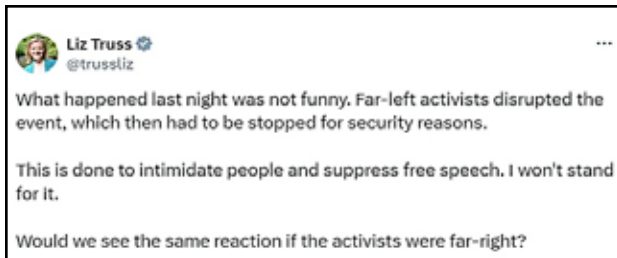 Liz Truss
@trussliz
What happened last night was not funny. Far-left activists disrupted the
event, which then had to be stopped for security reasons.
This is done to intimidate people and suppress free speech. I won't stand
for it.
Would we see the same reaction if the activists were far-right?